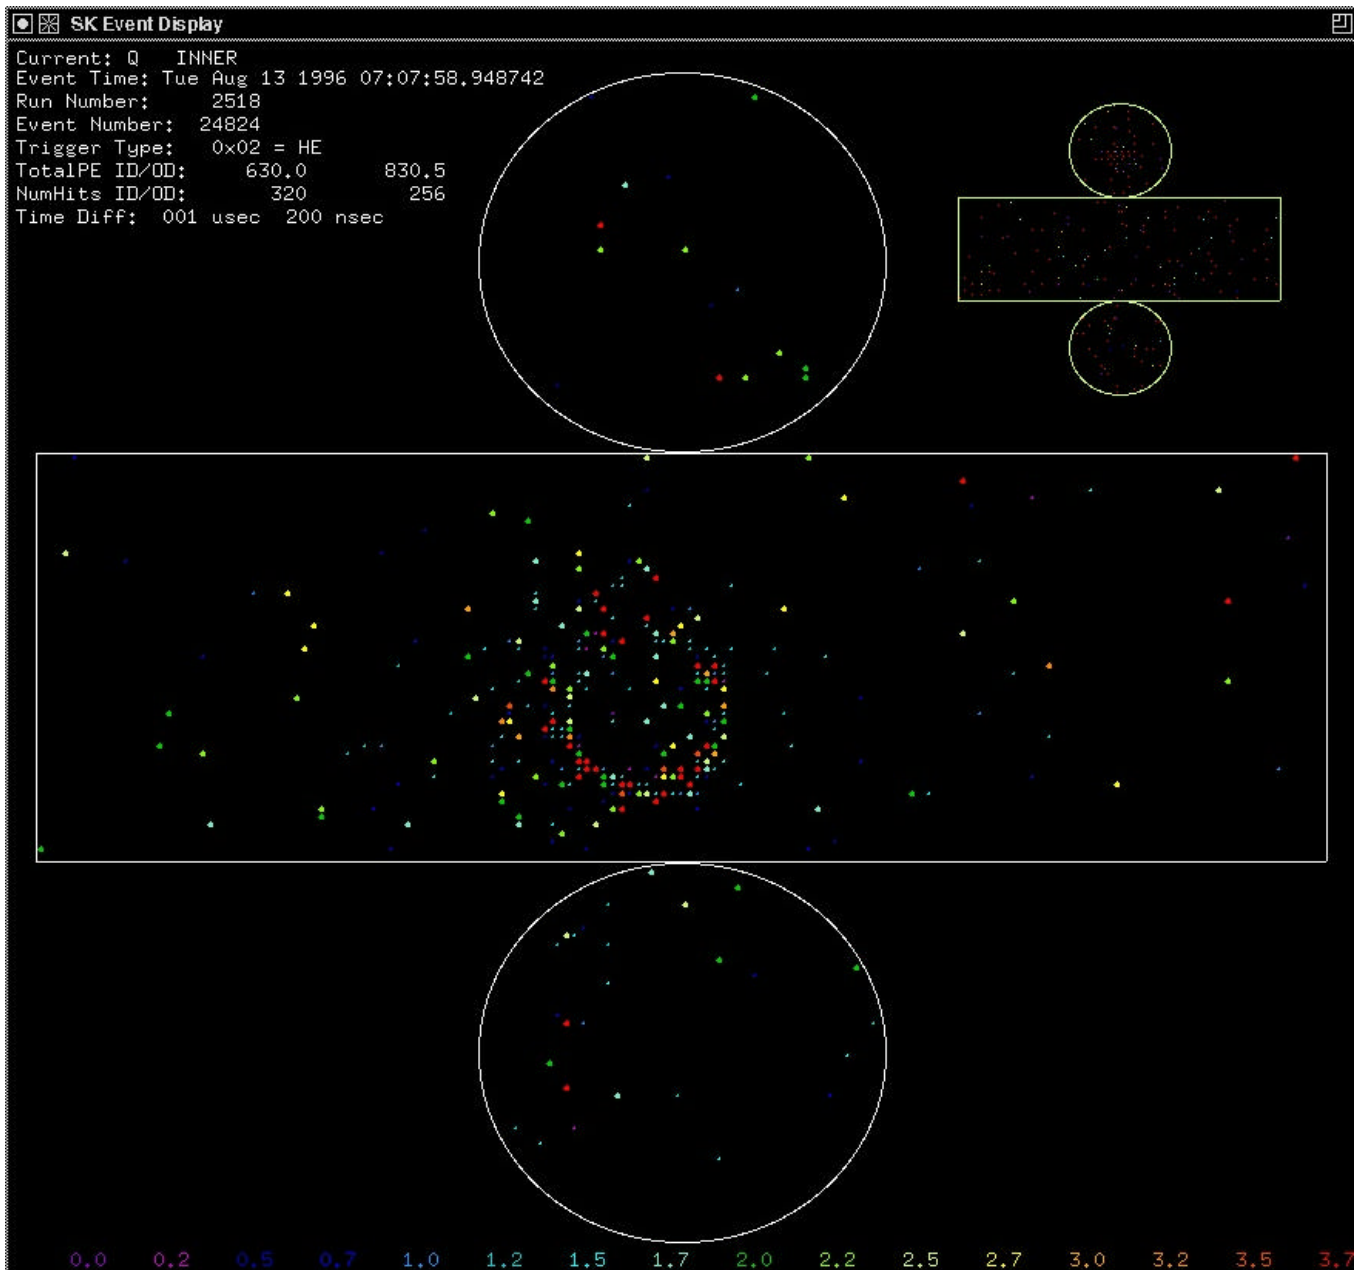 SK Event Display
Current: Q INNER
Event Time: Tue Aug 13 1996 07:07:58.948742
Run Number: 2518
Event Number: 24824
Trigger Type: 0x02 = HE
TotalPE ID/OD: 630.0 830.5
NumHits ID/OD: 320 256
Time Diff: 001 usec 200 nsec
0.0 0.2 0.5 0.7 1.0 1.2 1.5 1.7 2.0 2.2 2.5 2.7 3.0 3.2 3.5 3.7